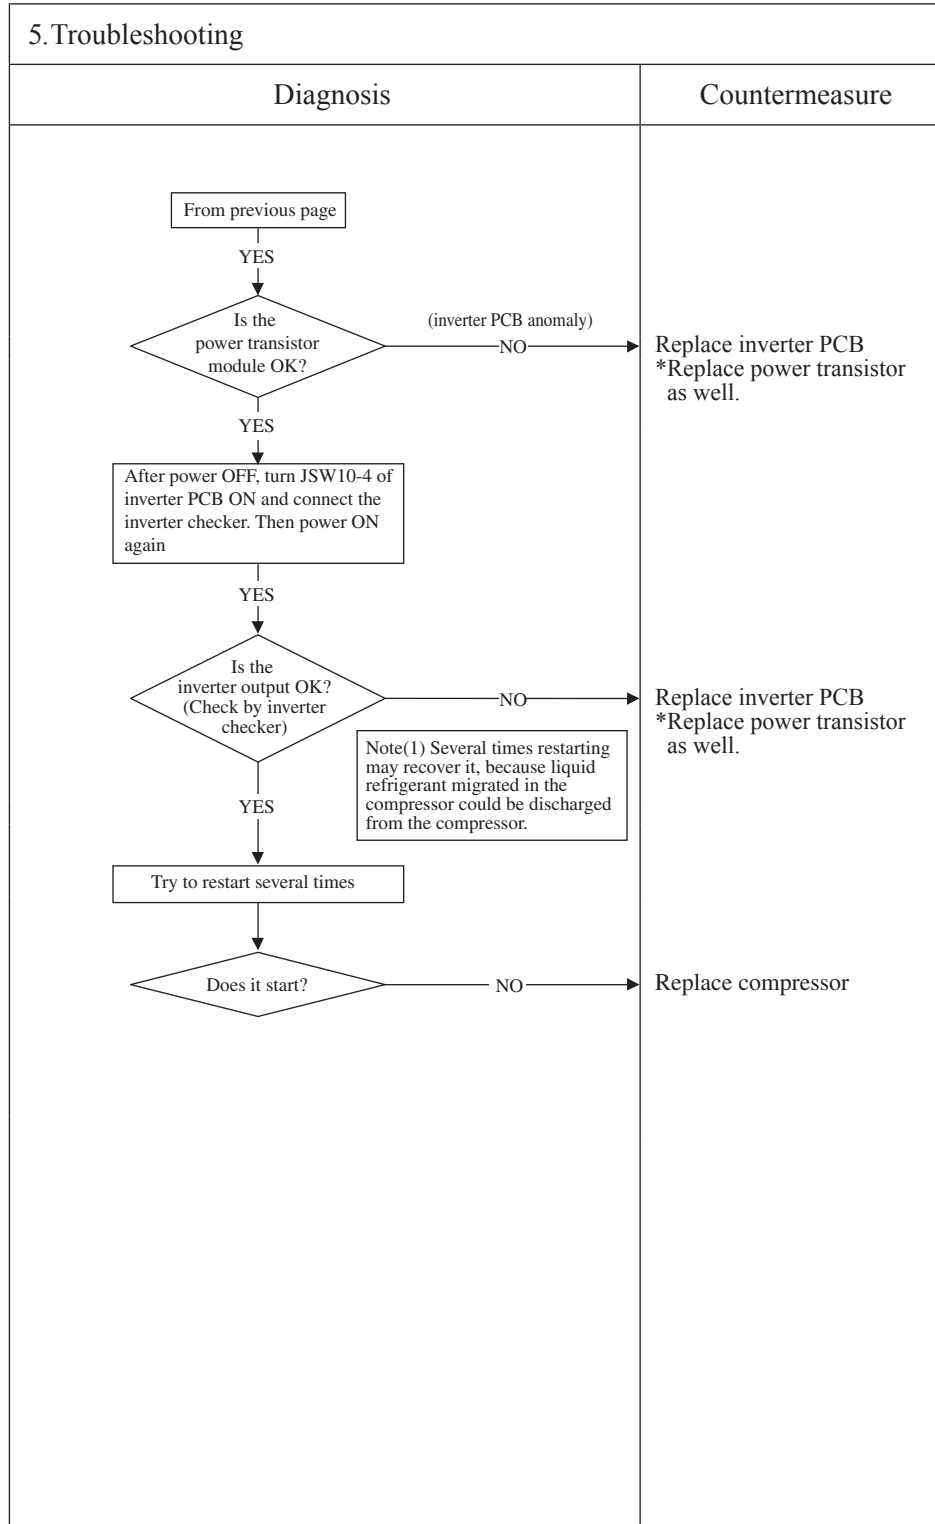 5.Troubleshooting
Diagnosis
Countermeasure
From previous page
YES
Is the
power transistor
module OK?
(inverter PCB anomaly)
NO
Replace inverter PCB
*Replace power transistor
as well.
YES
After power OFF, turn JSW10-4 of
inverter PCB ON and connect the
inverter checker. Then power ON
again
YES
Is the
inverter output OK?
(Check by inverter
checker)
NO
Replace inverter PCB
*Replace power transistor
as well.
Note(1) Several times restarting
may recover it, because liquid
refrigerant migrated in the
compressor could be discharged
from the compressor.
YES
Try to restart several times
Does it start?
NO
Replace compressor